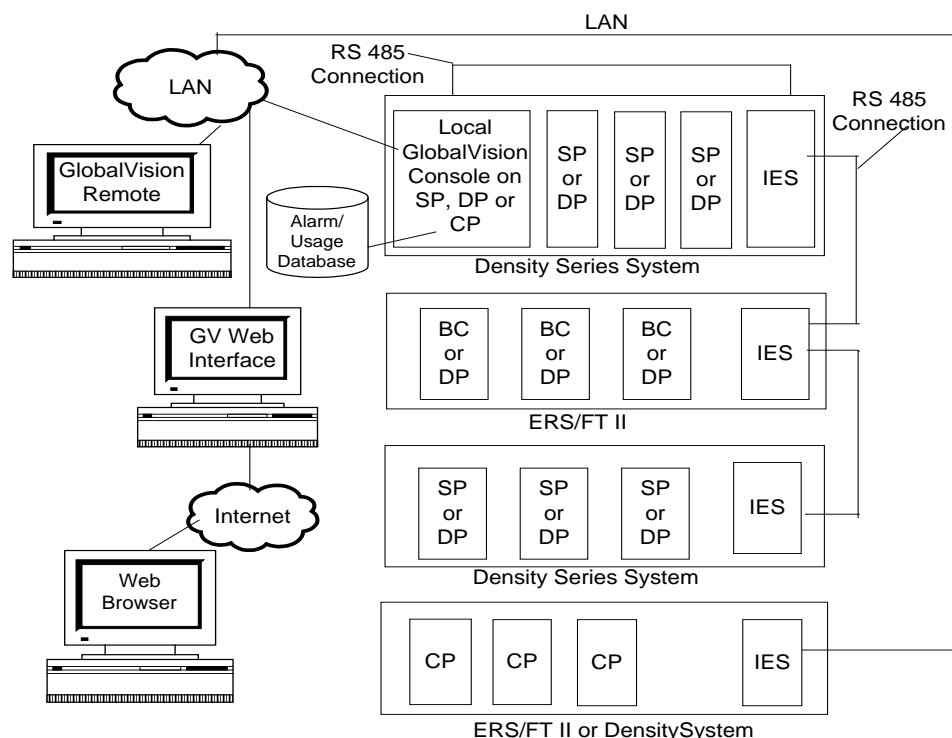 LAN
RS 485
Connection
LAN
RS 485
Connection
GlobalVision
Remote
Local
GlobalVision
Console on
SP, DP or
CP
SP
or
DP
SP
or
DP
SP
or
DP
IES
Alarm/
Usage
Database
Density Series System
GV Web
Interface
BC
or
DP
BC
or
DP
BC
or
DP
IES
ERS/FT II
Internet
SP
or
DP
SP
or
DP
SP
or
DP
IES
Density Series System
Web
Browser
CP
CP
CP
IES
ERS/FT II or DensitySystem